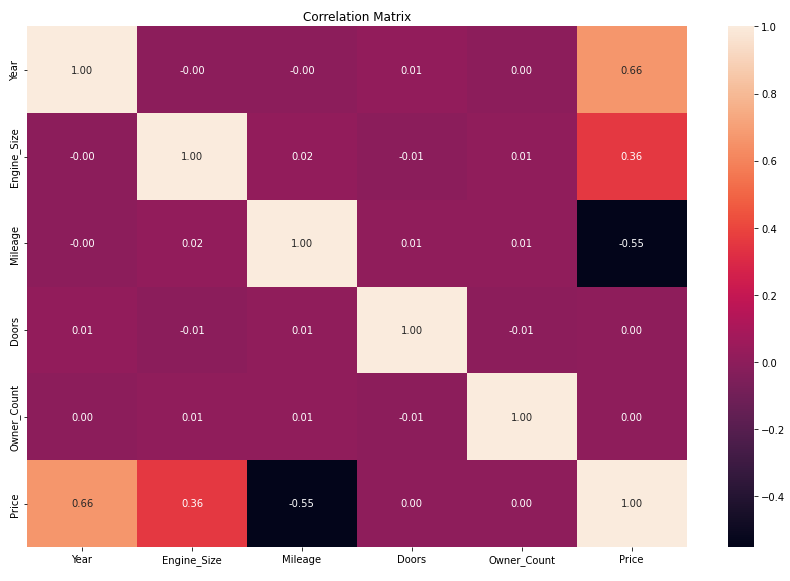 Correlation Matrix
Year 1.00 -0.00 -0.00 0.01 0.00 0.66
Engine_Size -0.00 1.00 0.02 -0.01 0.01 0.36
Mileage -0.00 0.02 1.00 0.01 0.01 -0.55
Doors 0.01 -0.01 0.01 1.00 -0.01 0.00
Owner_Count 0.00 0.01 0.01 -0.01 1.00 0.00
Price 0.66 0.36 -0.55 0.00 0.00 1.00
Year Engine_Size Mileage Doors Owner_Count Price
1.0
0.8
0.6
0.4
0.2
0.0
−0.2
−0.4